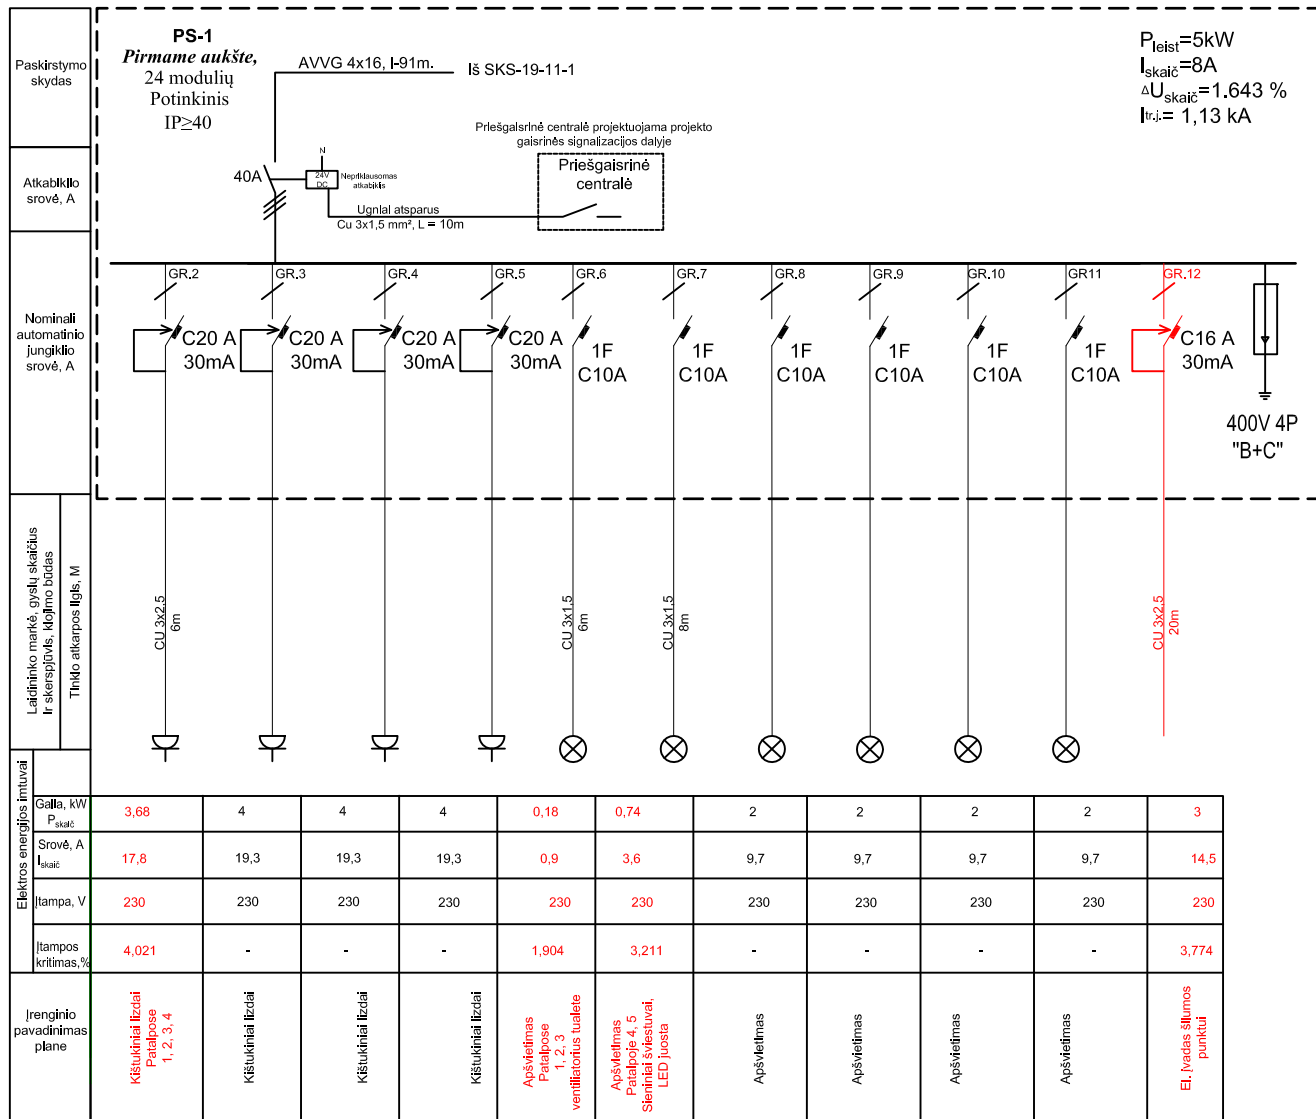 Paskirstymo
skydas
PS-1
Pirmame aukšte,
24 modulių
Potinkinis
IP≥40
AVVG 4x16, l-91m.
Iš SKS-19-11-1
P leist=5kW
I skaič=8A
ΔU skaič=1.643 %
I tr.j.= 1,13 kA
Priešgaisrinė centralė projektuojama projekto
gaisrinės signalizacijos dalyje
Priešgaisrinė
centralė
Atkabiklio
srovė, A
40A
N
24V
DC
Nepriklausomas
atkabiklis
Ugniai atsparus
Cu 3x1,5 mm², L = 10m
Nominali
automatinio
jungiklio
srovė, A
GR.2
GR.3
GR.4
GR.5
GR.6
GR.7
GR.8
GR.9
GR.10
GR11
GR.12
C20 A
30mA
C20 A
30mA
C20 A
30mA
C20 A
30mA
1F
C10A
1F
C10A
1F
C10A
1F
C10A
1F
C10A
1F
C10A
C16 A
30mA
400V 4P
"B+C"
Laidininko markė, gyslų skaičius
Ir skerspjūvis, klojimo būdas
Tinklo atkarpos ilgis, M
CU 3x2,5
6m
CU 3x1,5
6m
CU 3x1,5
8m
CU 3x2,5
20m
Elektros energijos imtuvai
Galia, kW
P skaič
3,68
4
4
4
0,18
0,74
2
2
2
2
3
Srovė, A
I skaič
17,8
19,3
19,3
19,3
0,9
3,6
9,7
9,7
9,7
9,7
14,5
Įtampa, V
230
230
230
230
230
230
230
230
230
230
230
Įtampos
kritimas,%
4,021
-
-
-
1,904
3,211
-
-
-
-
3,774
Įrenginio
pavadinimas
plane
Kištukiniai lizdai
Patalpose
1, 2, 3, 4
Kištukiniai lizdai
Kištukiniai lizdai
Kištukiniai lizdai
Apšvietimas
Patalpose
1, 2, 3
ventiliatorius tualete
Apšvietimas
Patalpoje 4, 5
Sieniniai šviestuvai,
LED juosta
Apšvietimas
Apšvietimas
Apšvietimas
Apšvietimas
El. įvadas šilumos
punktui